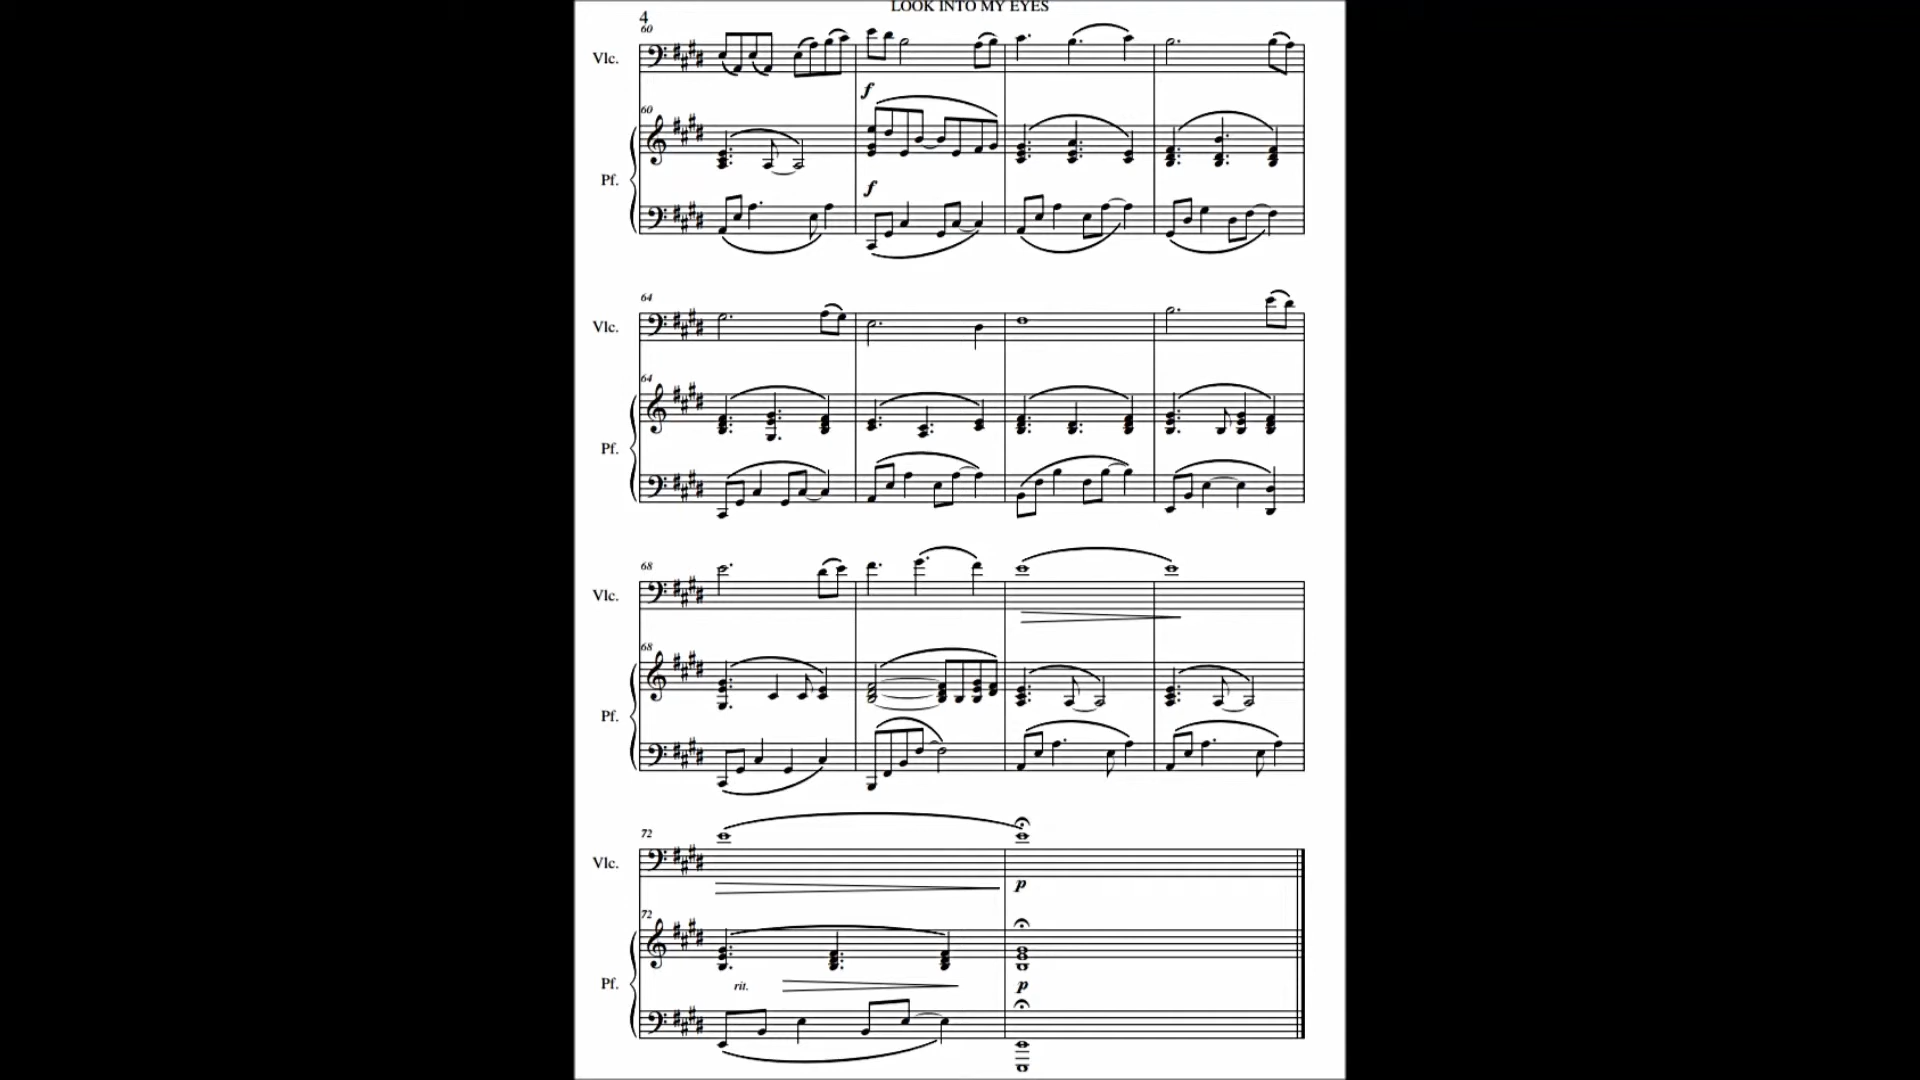 LOOK INTO MY EYES
4
60
Vlc.
f
60
Pf.
f
64
Vlc.
64
Pf.
68
Vlc.
68
Pf.
72
Vlc.
p
72
Pf.
rit.
p